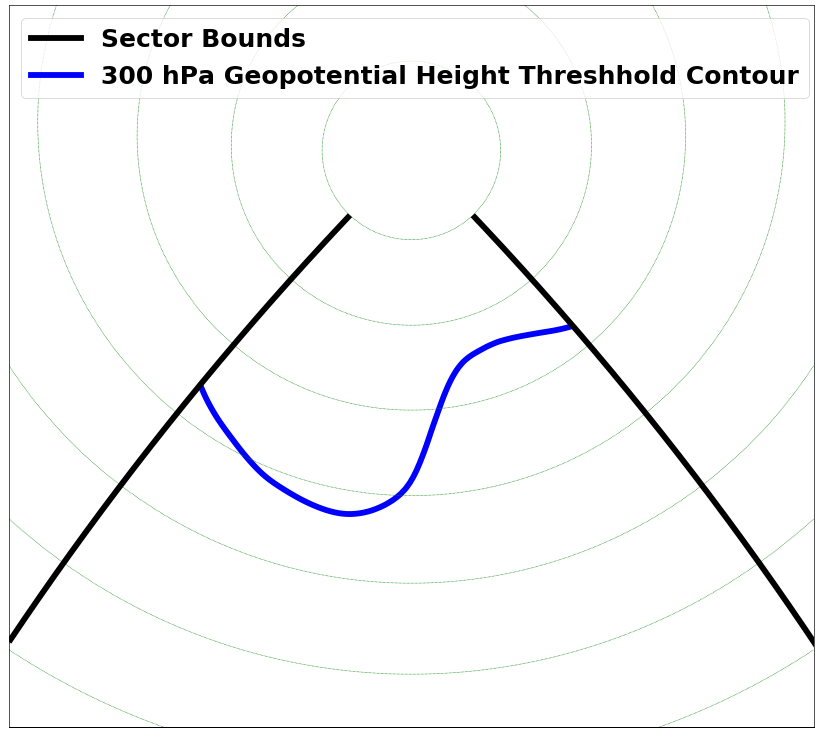 Sector Bounds
300 hPa Geopotential Height Threshhold Contour